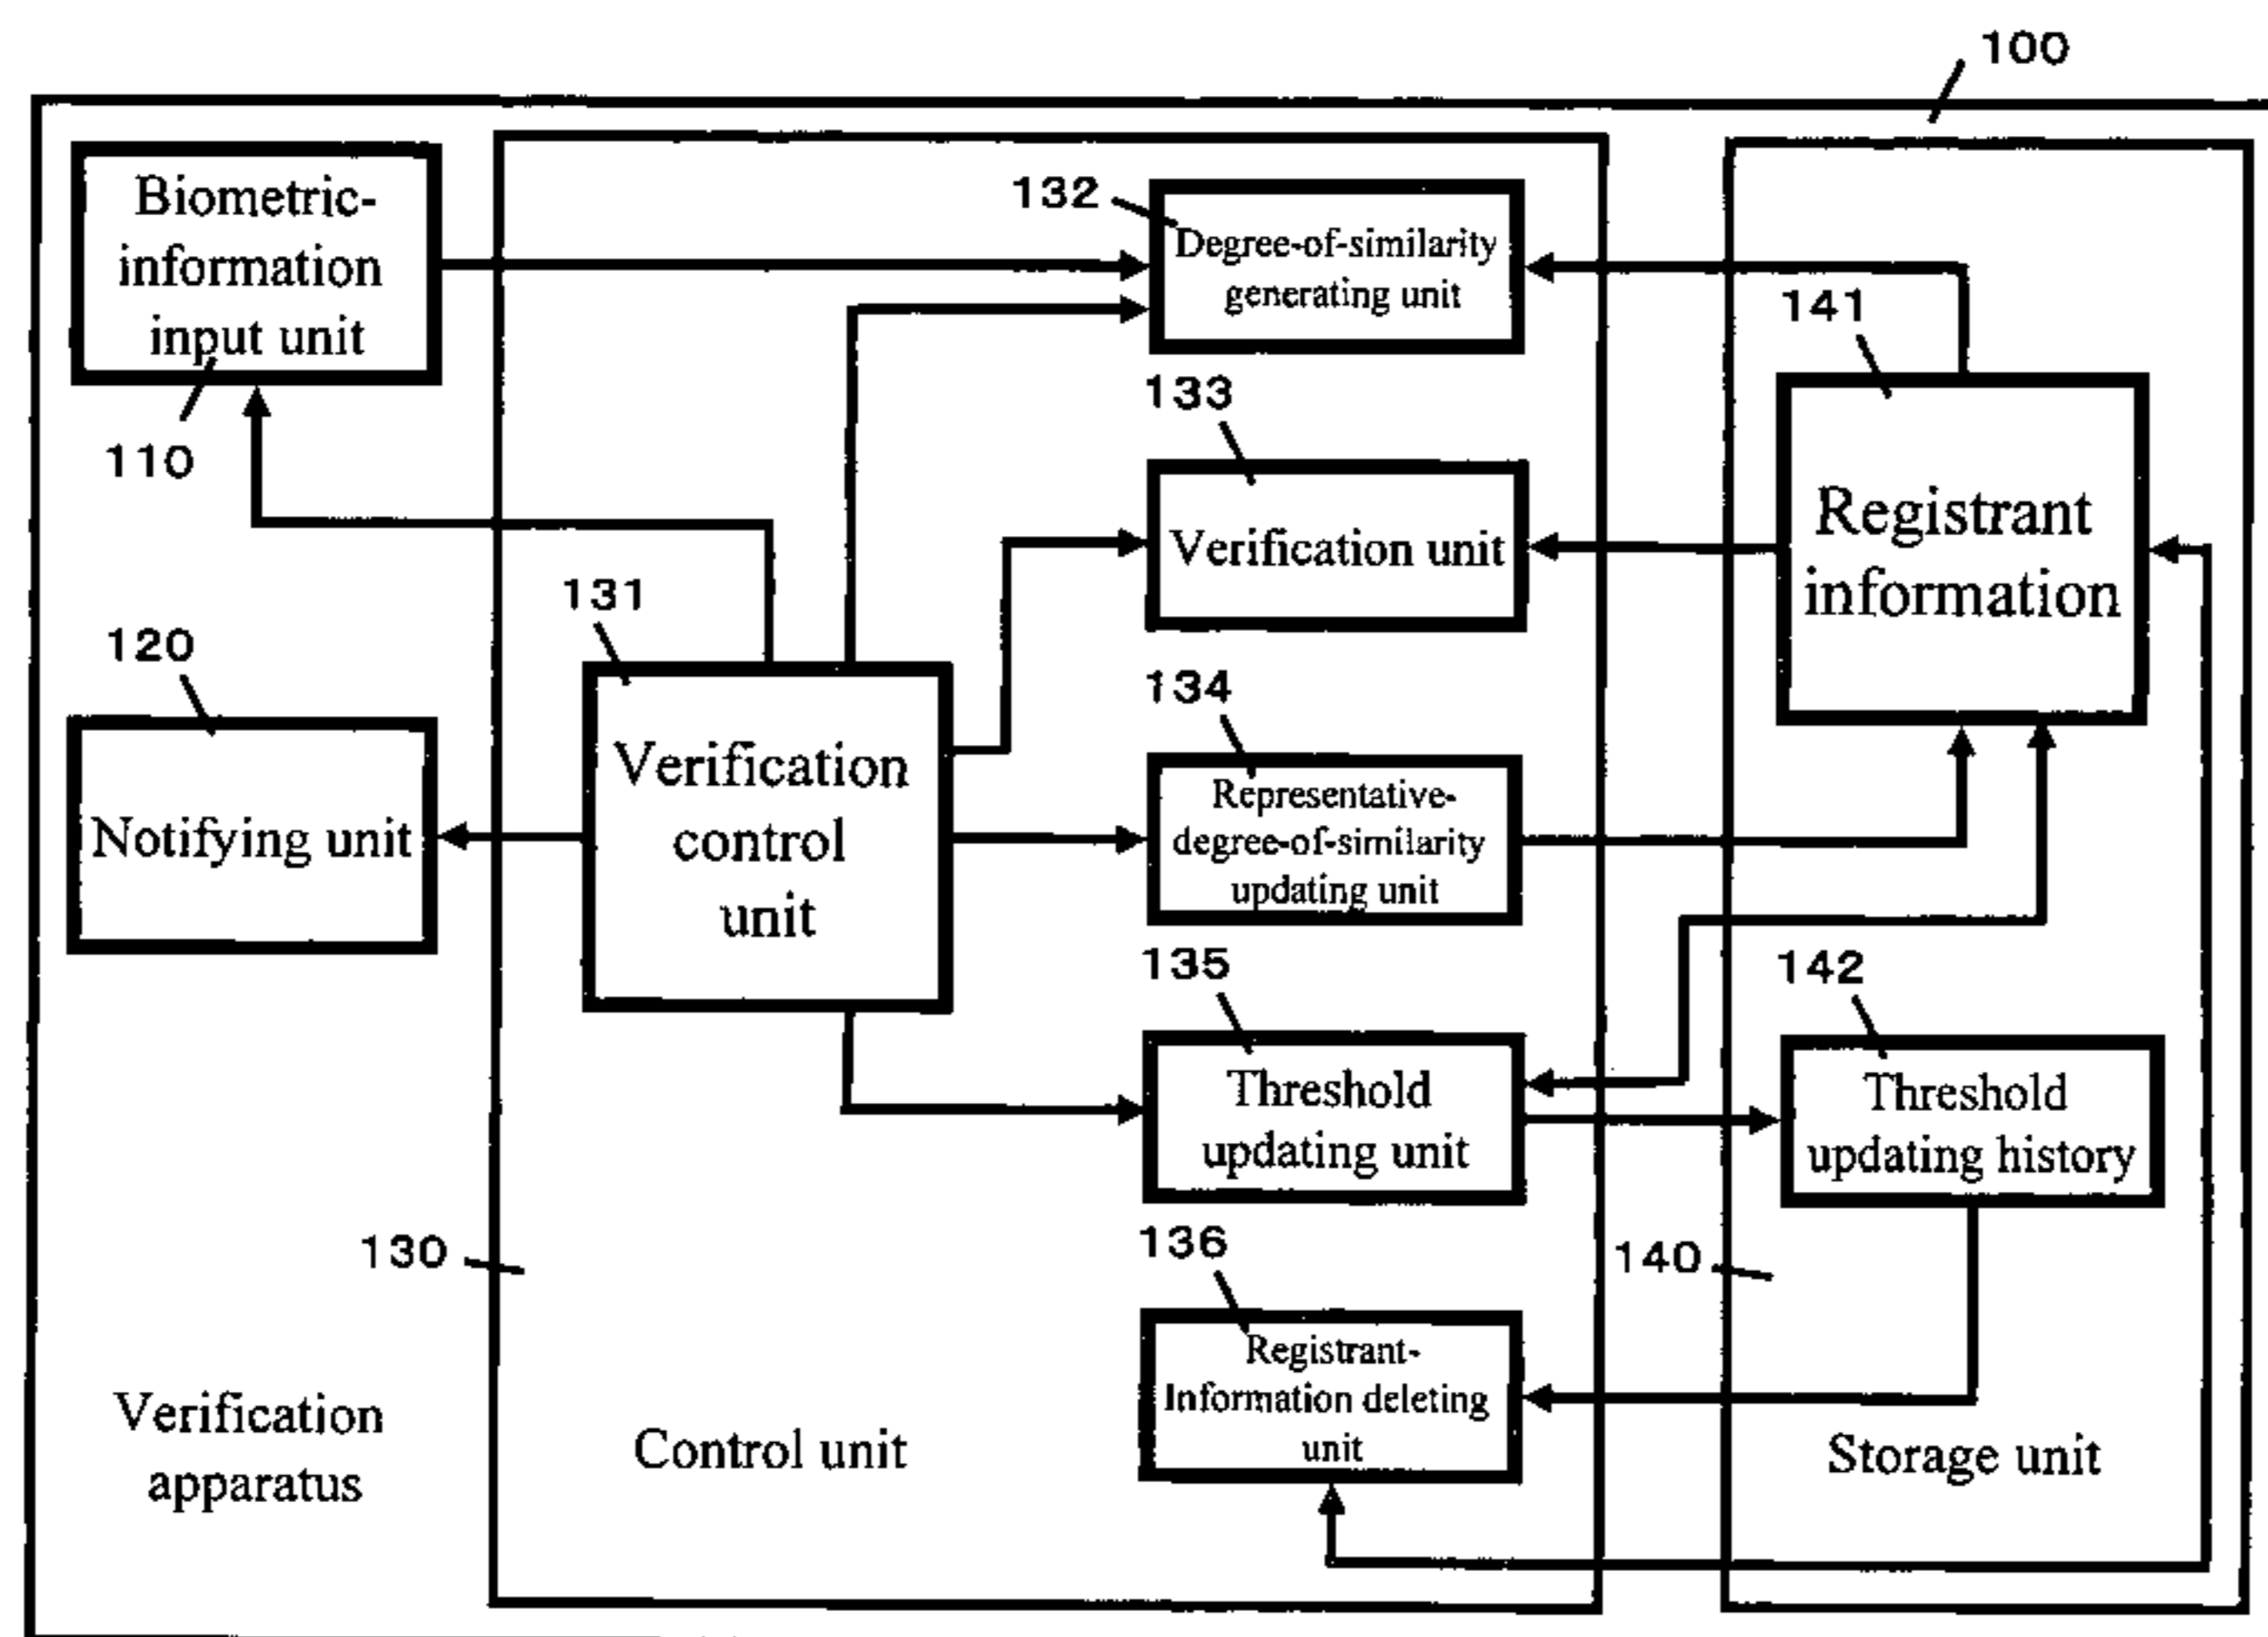 100
Biometric-
information
input unit
110
132
Degree-of-similarity
generating unit
141
Registrant
information
133
Verification unit
131
Verification
control
unit
120
Notifying unit
134
Representative-
degree-of-similarity
updating unit
135
Threshold
updating unit
142
Threshold
updating history
130
136
Registrant-
Information deleting
unit
140
Verification
apparatus
Control unit
Storage unit